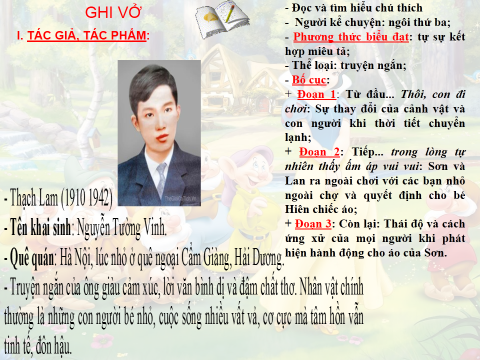 GHI VỞ
I. TÁC GIẢ, TÁC PHẨM:
- Thạch Lam (1910 1942)
- Tên khai sinh: Nguyễn Tường Vinh.
- Quê quán: Hà Nội, lúc nhỏ ở quê ngoại Cẩm Giàng, Hải Dương.
- Truyện ngắn của ông giàu cảm xúc, lời văn bình dị và đậm chất thơ. Nhân vật chính
thường là những con người bé nhỏ, cuộc sống nhiều vất vả, cơ cực mà tâm hồn vẫn
tinh tế, đôn hậu.
- Đọc và tìm hiểu chú thích
- Người kể chuyện: ngôi thứ ba;
- Phương thức biểu đạt: tự sự kết
hợp miêu tả;
- Thể loại: truyện ngắn;
- Bố cục:
+ Đoạn 1: Từ đầu... Thôi, con đi
chơi: Sự thay đổi của cảnh vật và
con người khi thời tiết chuyển
lạnh;
+ Đoạn 2: Tiếp... trong lòng tự
nhiên thấy ấm áp vui vui: Sơn và
Lan ra ngoài chơi với các bạn nhỏ
ngoài chợ và quyết định cho bé
Hiên chiếc áo;
+ Đoạn 3: Còn lại: Thái độ và cách
ứng xử của mọi người khi phát
hiện hành động cho áo của Sơn.